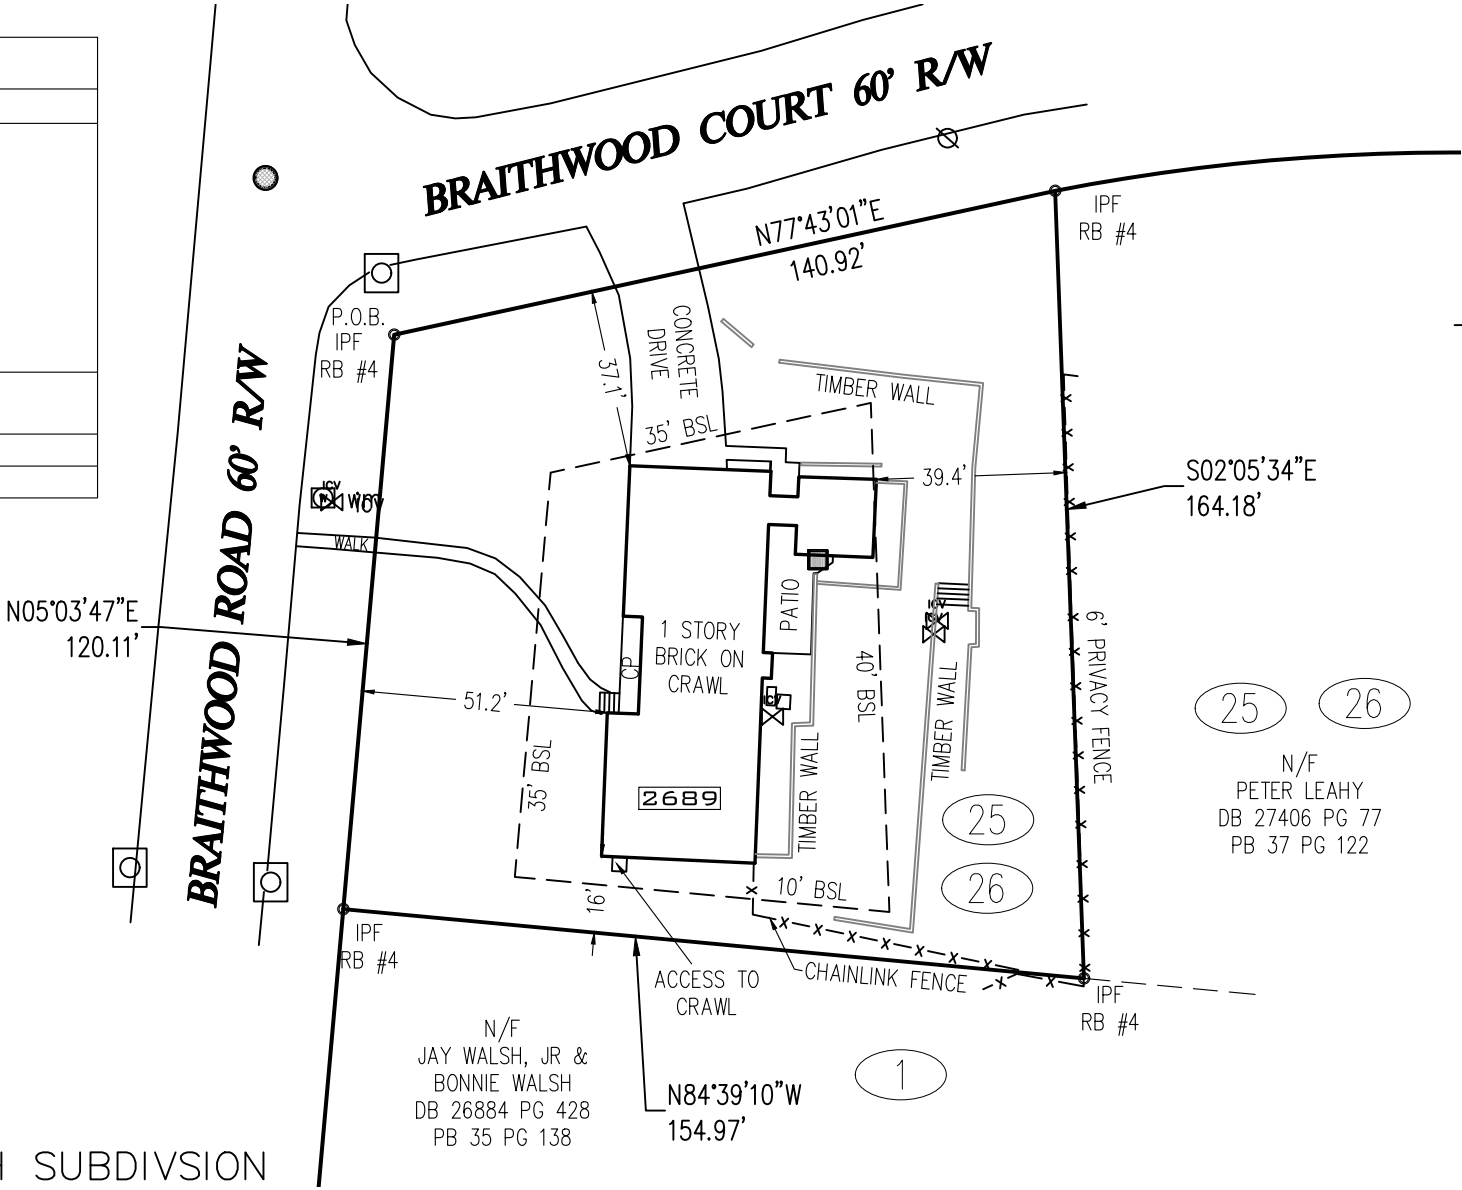 BRAITHWOOD COURT 60' R/W
N77°43'01"E
140.92'
IPF
RB #4
P.O.B.
IPF
RB #4
CONCRETE
DRIVE
37.1'
TIMBER WALL
35' BSL
39.4'
S02°05'34"E
164.18'
BRAITHWOOD ROAD 60' R/W
ICV
WALK
N05°03'47"E
120.11'
PATIO
1 STORY
BRICK ON
CRAWL
CP
40' BSL
ICV
6' PRIVACY FENCE
51.2'
ICV
TIMBER WALL
TIMBER WALL
35' BSL
2689
25
26
25
26
N/F
PETER LEAHY
DB 27406 PG 77
PB 37 PG 122
10' BSL
16'
IPF
RB #4
ACCESS TO
CRAWL
CHAINLINK FENCE
IPF
RB #4
N/F
JAY WALSH, JR &
BONNIE WALSH
DB 26884 PG 428
PB 35 PG 138
N84°39'10"W
154.97'
1
SUBDIVSION